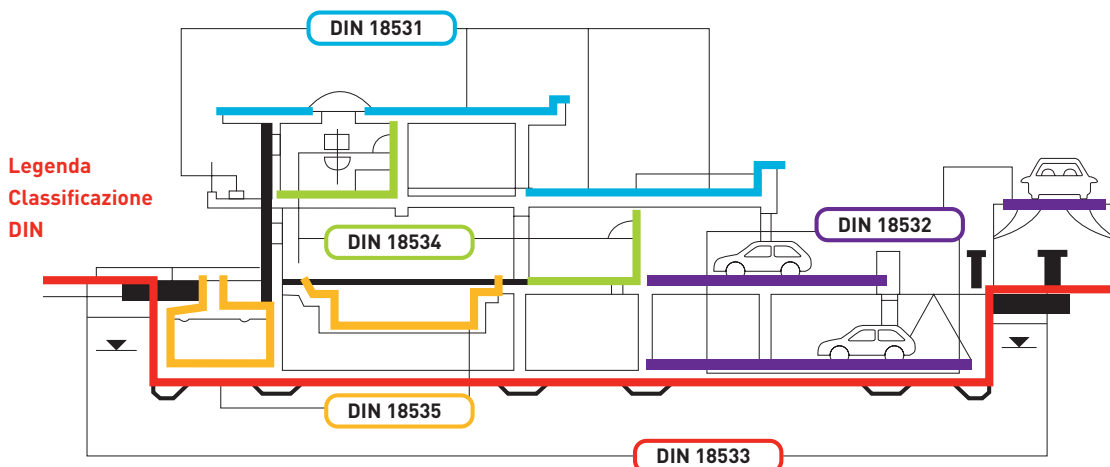 DIN 18531
Legenda
Classificazione
DIN
DIN 18532
DIN 18534
DIN 18535
DIN 18533